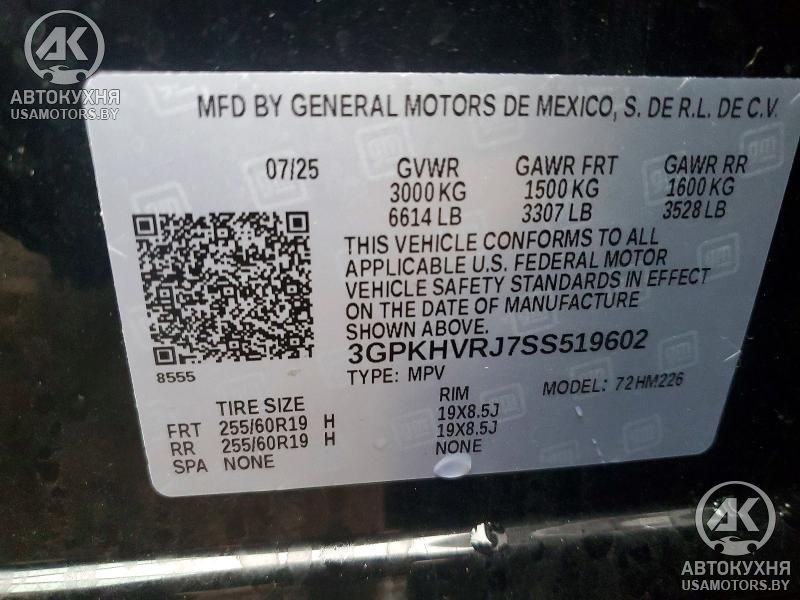 АК
АВТОКУХНЯ
USAMOTORS.BY
MFD BY GENERAL MOTORS DE MEXICO, S. DE R.L. DE C.V.
07/25 GVWR GAWR FRT GAWR RR
3000 KG 1500 KG 1600 KG
6614 LB 3307 LB 3528 LB
THIS VEHICLE CONFORMS TO ALL
APPLICABLE U.S. FEDERAL MOTOR
VEHICLE SAFETY STANDARDS IN EFFECT
ON THE DATE OF MANUFACTURE
SHOWN ABOVE.
3GPKHVRJ7SS519602
8555
TYPE: MPV MODEL: 72HM226
TIRE SIZE RIM
FRT 255/60R19 H 19X8.5J
RR 255/60R19 H 19X8.5J
SPA NONE NONE
АК
АВТОКУХНЯ
USAMOTORS.BY